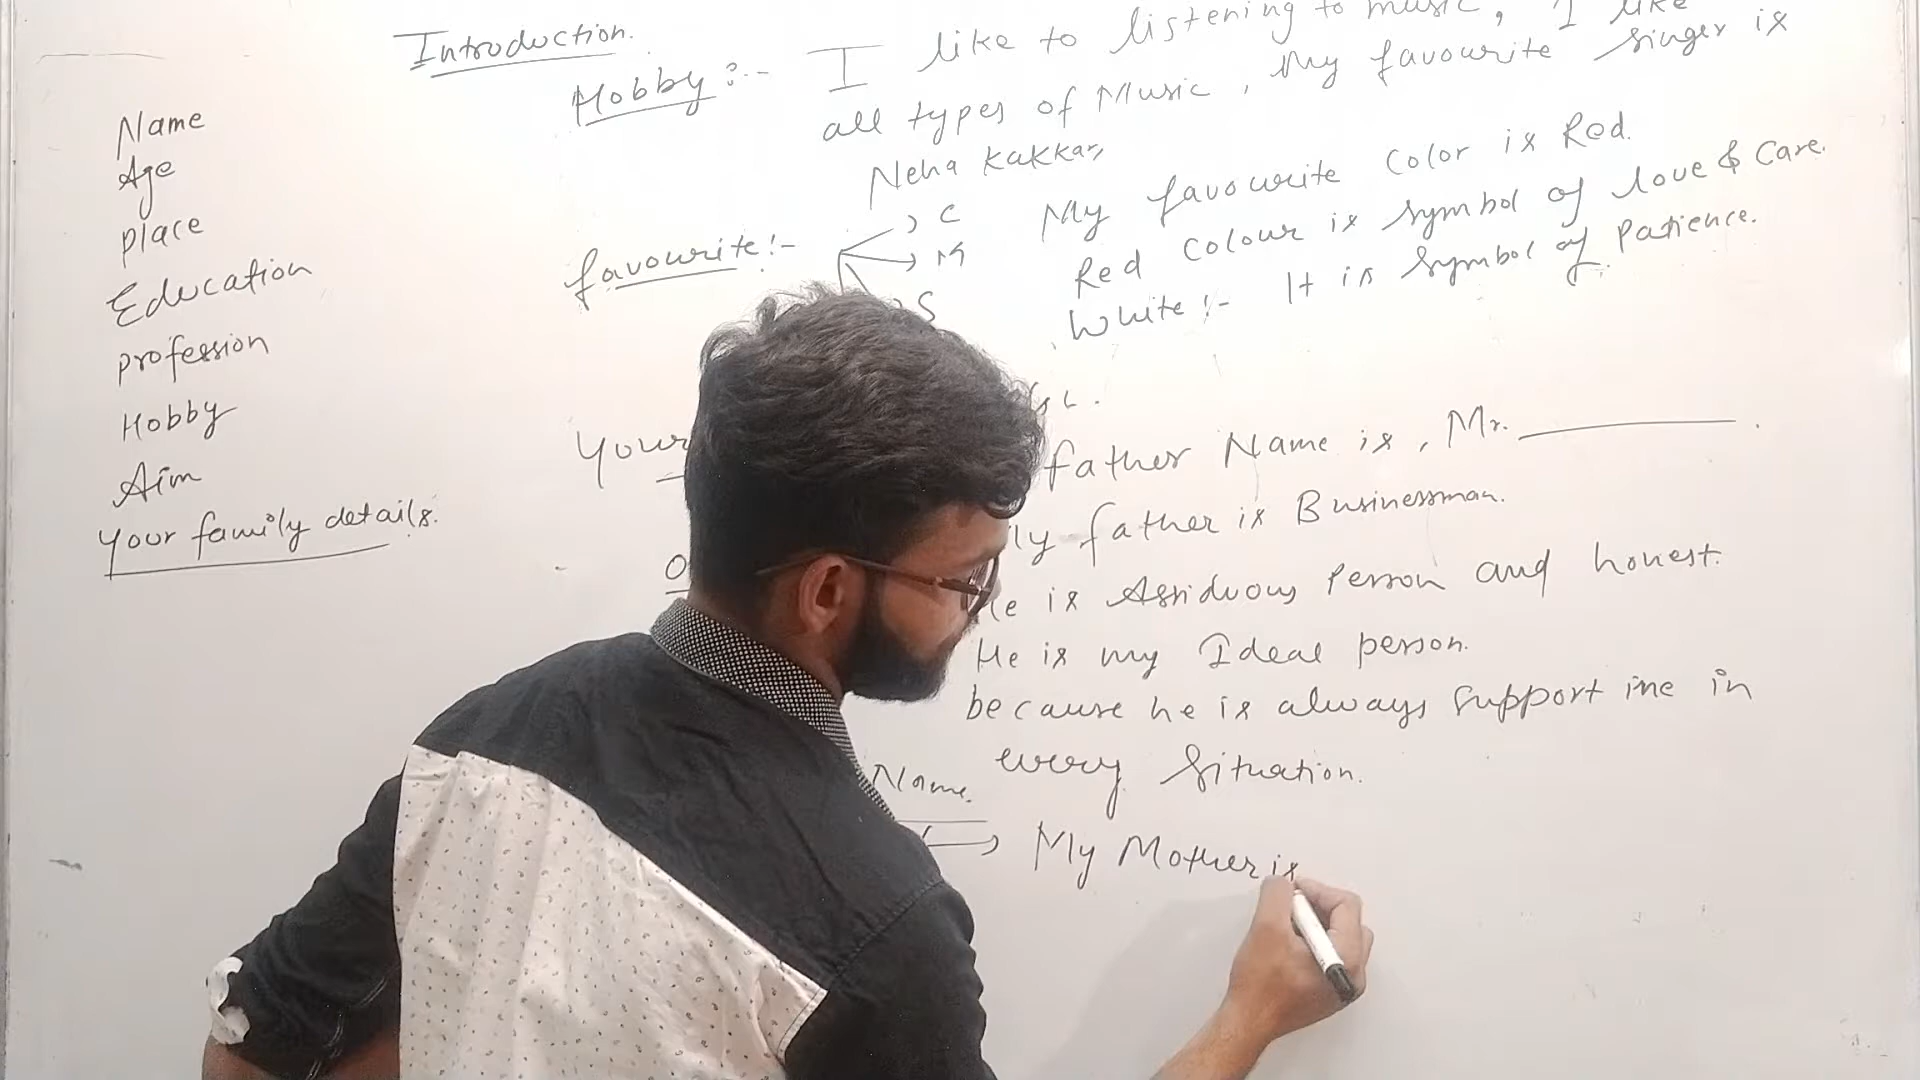 Introduction.
Name
Age
place
Education
profession
Hobby
Aim
Your family details.
Hobby :- I like to listening to music, I like
all types of Music, My favourite singer is
Neha Kakkar,
favourite :- C
M
S
My favourite Color is Red.
Red Colour is symbol of love & Care.
White :- It is symbol of Patience.
Your
father Name is, Mr. ________ .
father is Businessman.
is Assiduous Person and honest.
He is my Ideal person.
because he is always support me in
every situation.
Name.
My Mother is